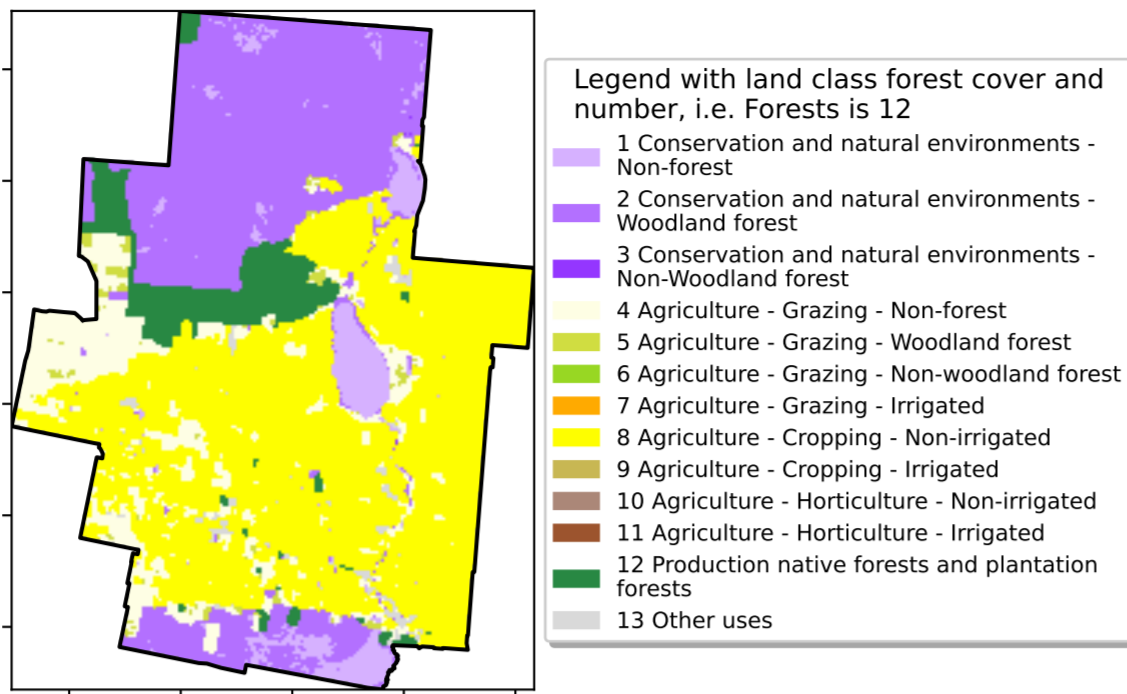 Legend with land class forest cover and
number, i.e. Forests is 12
1 Conservation and natural environments -
Non-forest
2 Conservation and natural environments -
Woodland forest
3 Conservation and natural environments -
Non-Woodland forest
4 Agriculture - Grazing - Non-forest
5 Agriculture - Grazing - Woodland forest
6 Agriculture - Grazing - Non-woodland forest
7 Agriculture - Grazing - Irrigated
8 Agriculture - Cropping - Non-irrigated
9 Agriculture - Cropping - Irrigated
10 Agriculture - Horticulture - Non-irrigated
11 Agriculture - Horticulture - Irrigated
12 Production native forests and plantation
forests
13 Other uses